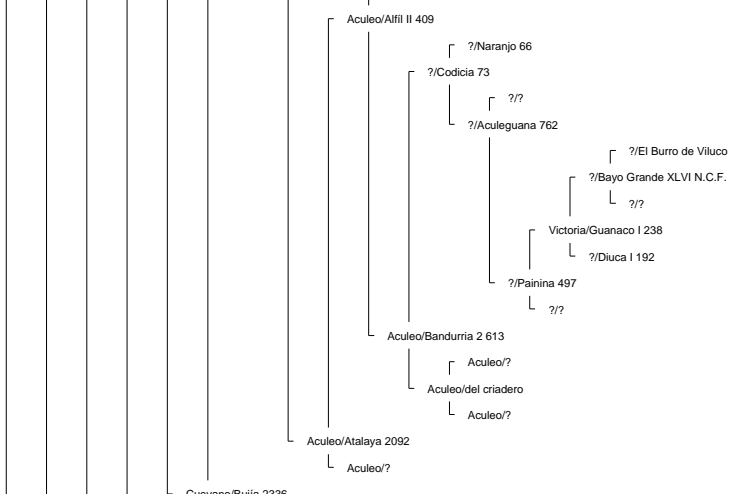 Aculeo/Alfíl II 409
?/Naranjo 66
?/Codicia 73
?/?
?/Aculeguana 762
?/El Burro de Viluco
?/Bayo Grande XLVI N.C.F.
?/?
Victoria/Guanaco I 238
?/Diuca I 192
?/Painina 497
?/?
Aculeo/Bandurria 2 613
Aculeo/?
Aculeo/del criadero
Aculeo/?
Aculeo/Atalaya 2092
Aculeo/?